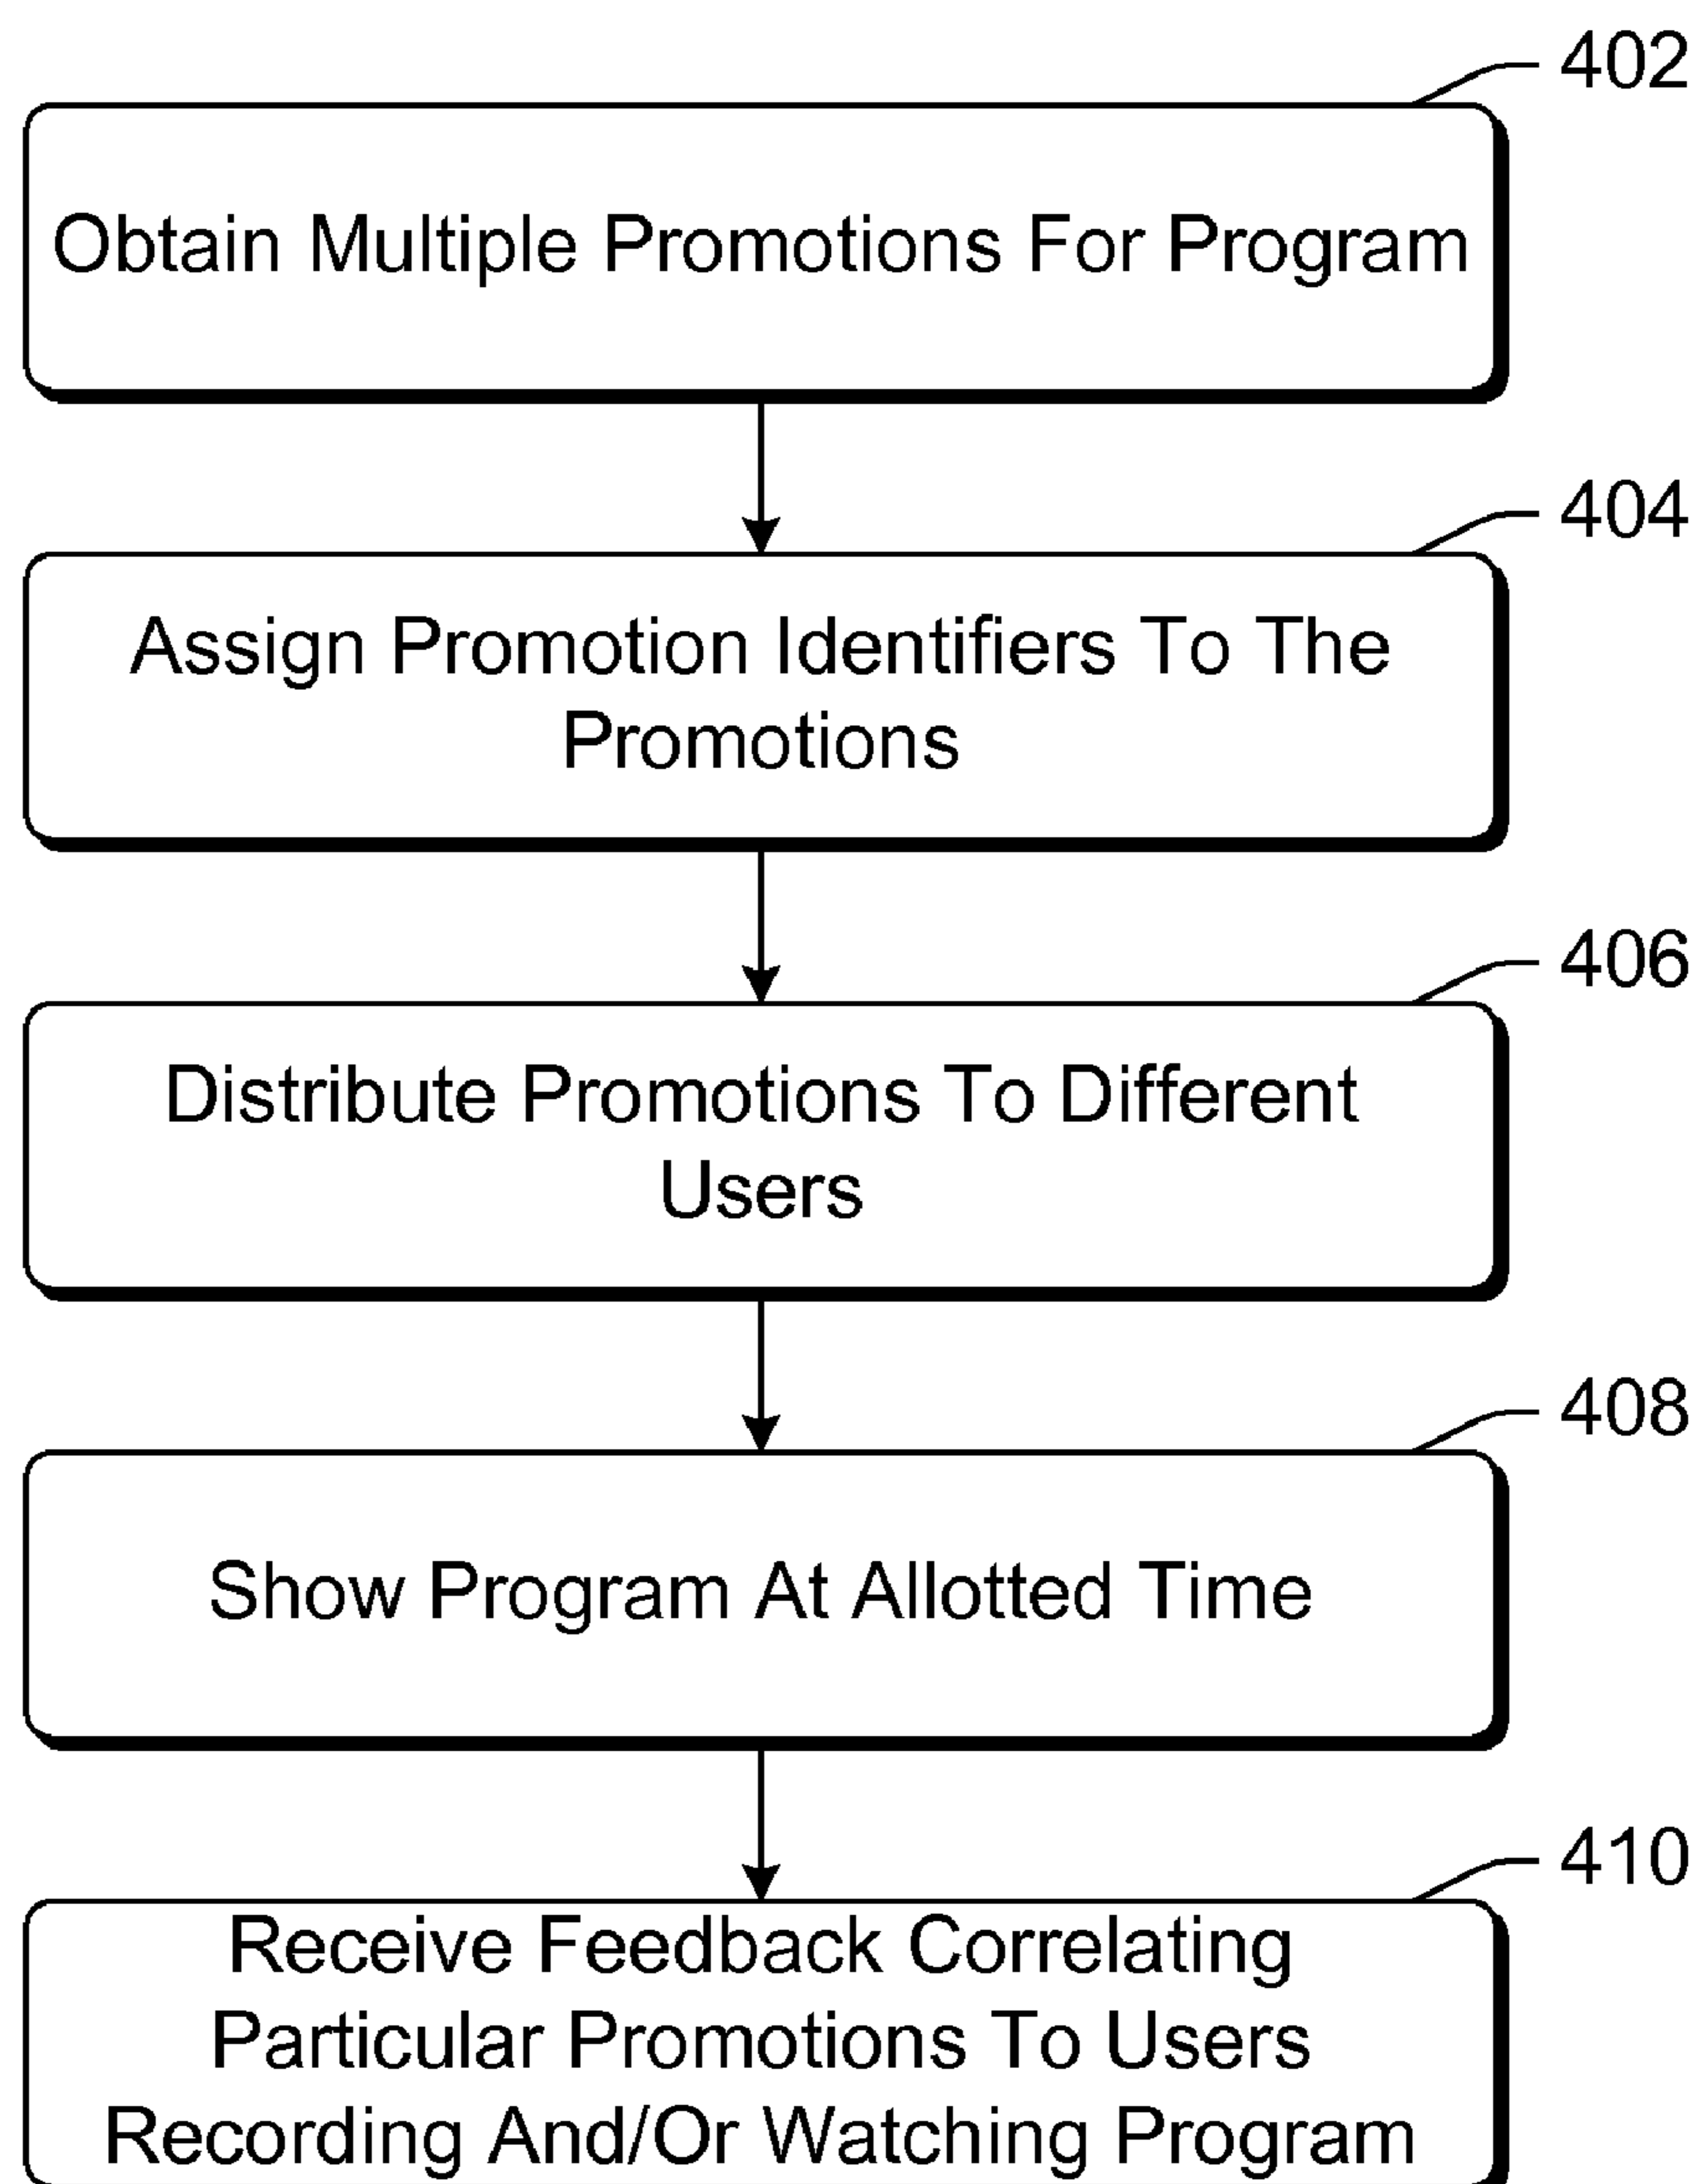 402
Obtain Multiple Promotions For Program
404
Assign Promotion Identifiers To The
Promotions
406
Distribute Promotions To Different
Users
408
Show Program At Allotted Time
410
Receive Feedback Correlating
Particular Promotions To Users
Recording And/Or Watching Program